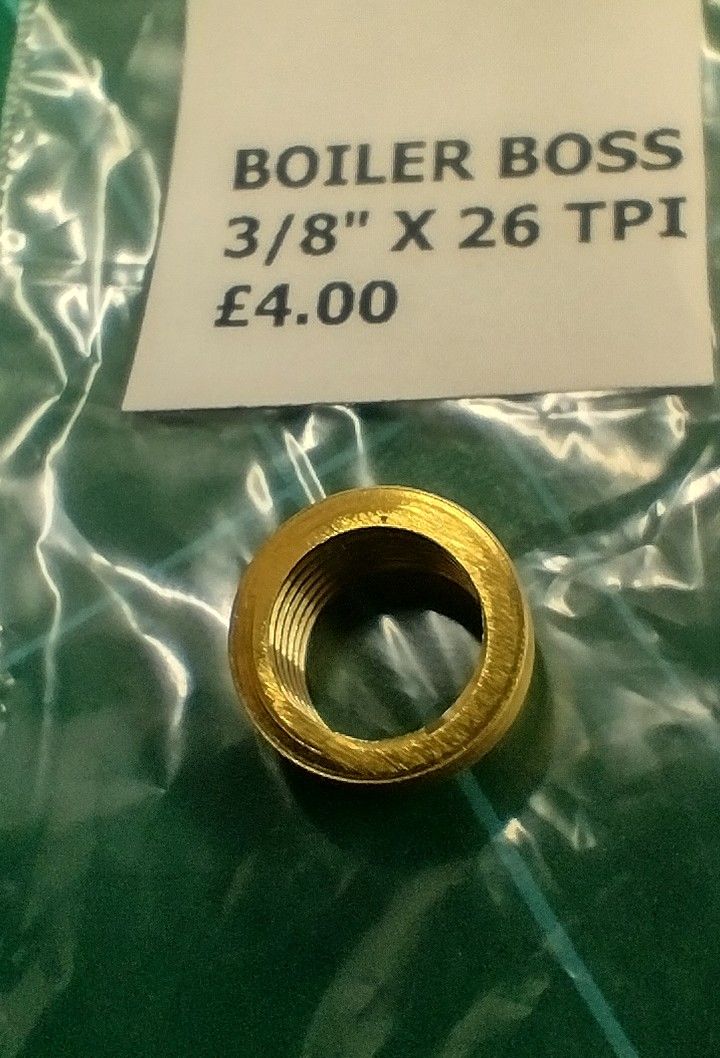 BOILER BOSS
3/8" X 26 TPI
£4.00